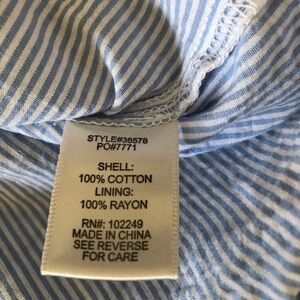 STYLE#36578
PO#7771
SHELL:
100% COTTON
LINING:
100% RAYON
RN#: 102249
MADE IN CHINA
SEE REVERSE
FOR CARE